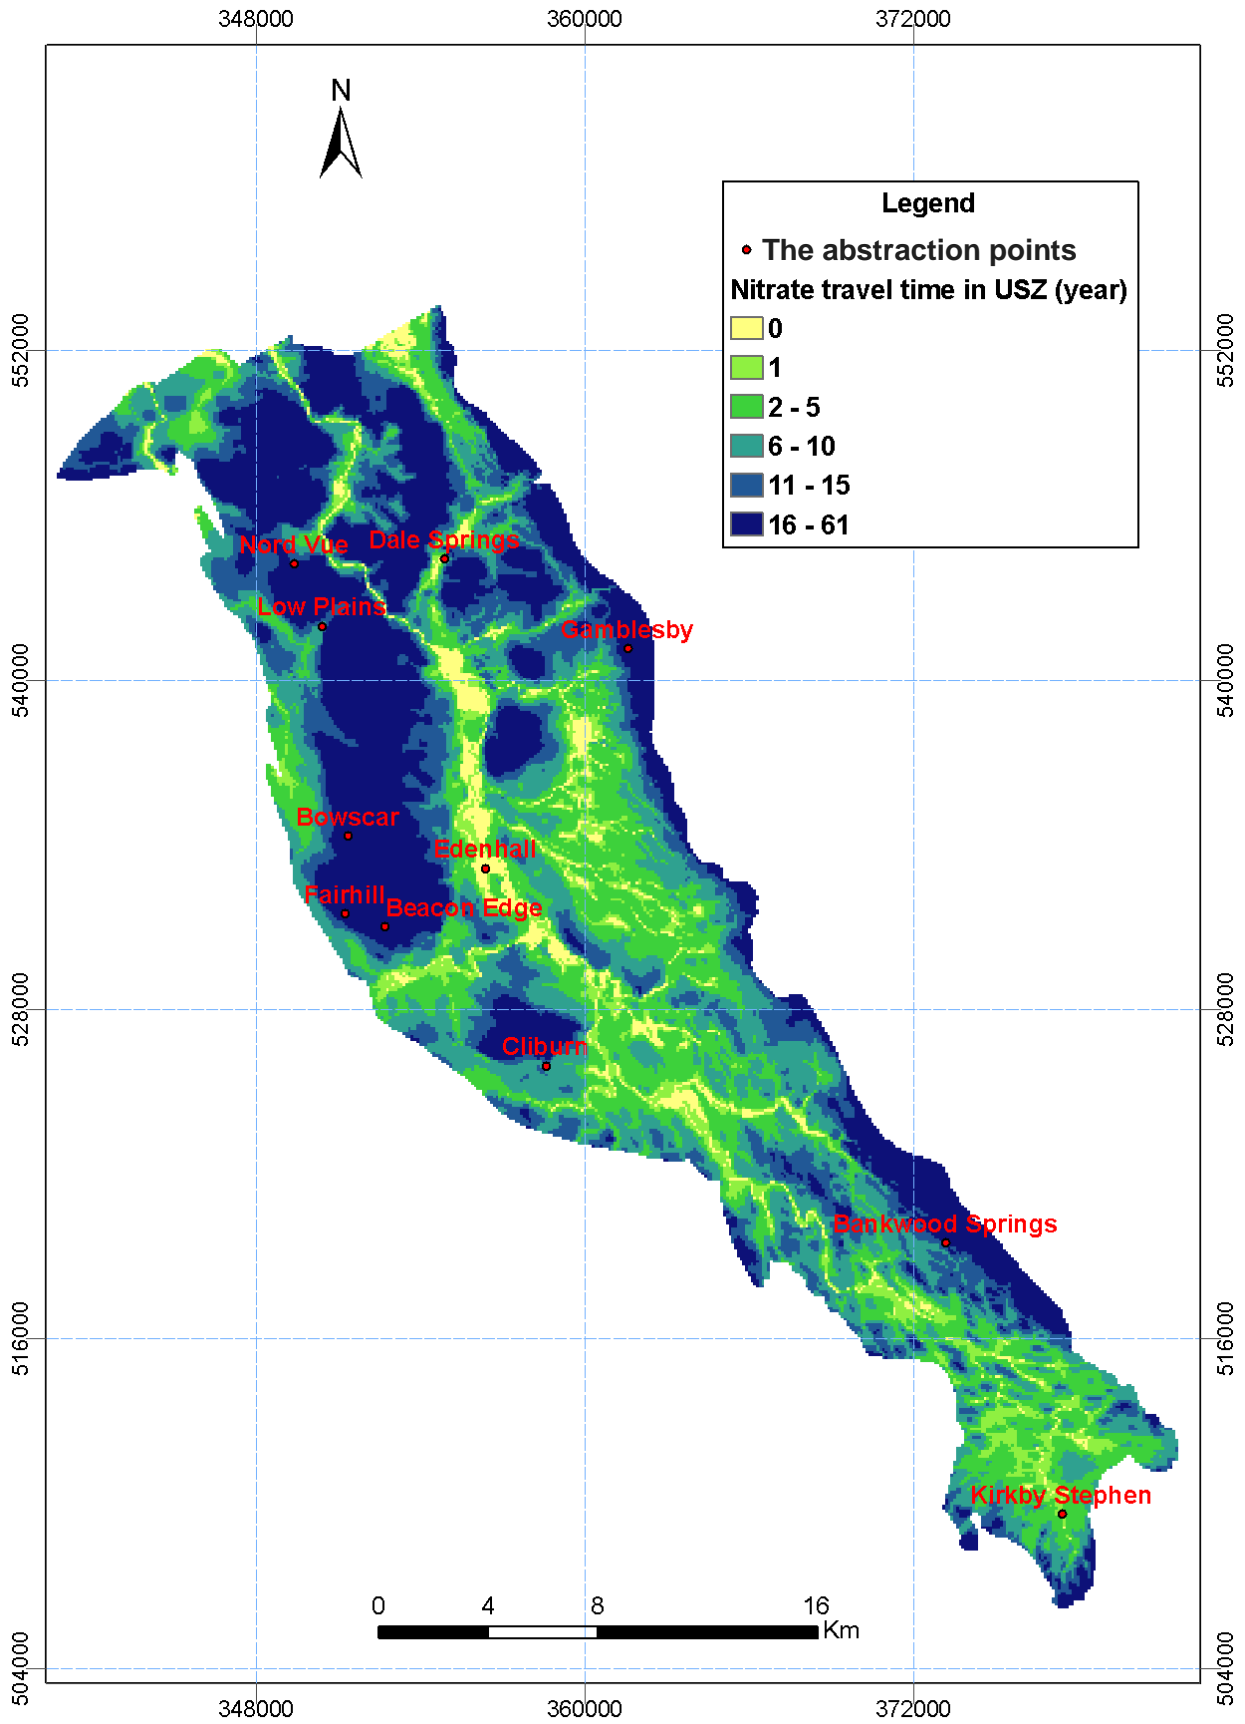 348000
360000
372000
N
Legend
The abstraction points
Nitrate travel time in USZ (year)
0
1
2 - 5
6 - 10
11 - 15
16 - 61
552000
552000
Nord Vue
Dale Springs
Low Plains
Gamblesby
540000
540000
Bowscar
Edenhall
Fairhill
Beacon Edge
528000
528000
Cliburn
Bankwood Springs
516000
516000
Kirkby Stephen
0
4
8
16
Km
504000
504000
348000
360000
372000